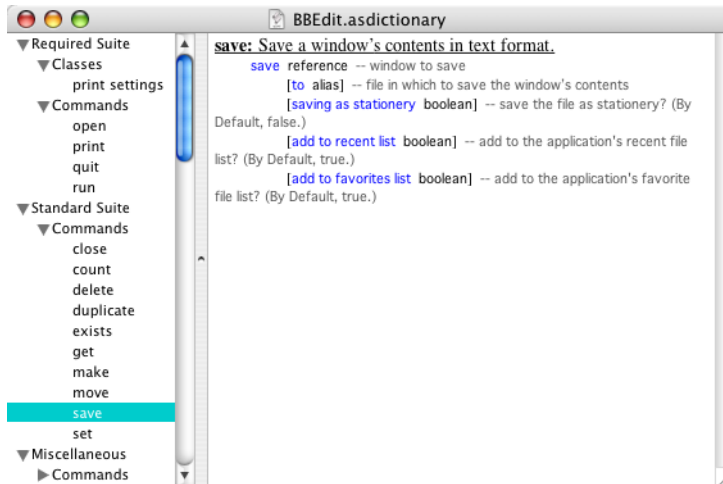 BBEdit.asdictionary
Required Suite
Classes
print settings
Commands
open
print
quit
run
Standard Suite
Commands
close
count
delete
duplicate
exists
get
make
move
save
set
Miscellaneous
Commands
save: Save a window's contents in text format.
save reference -- window to save
[to alias] -- file in which to save the window's contents
[saving as stationery boolean] -- save the file as stationery? (By
Default, false.)
[add to recent list boolean] -- add to the application's recent file
list? (By Default, true.)
[add to favorites list boolean] -- add to the application's favorite
file list? (By Default, true.)